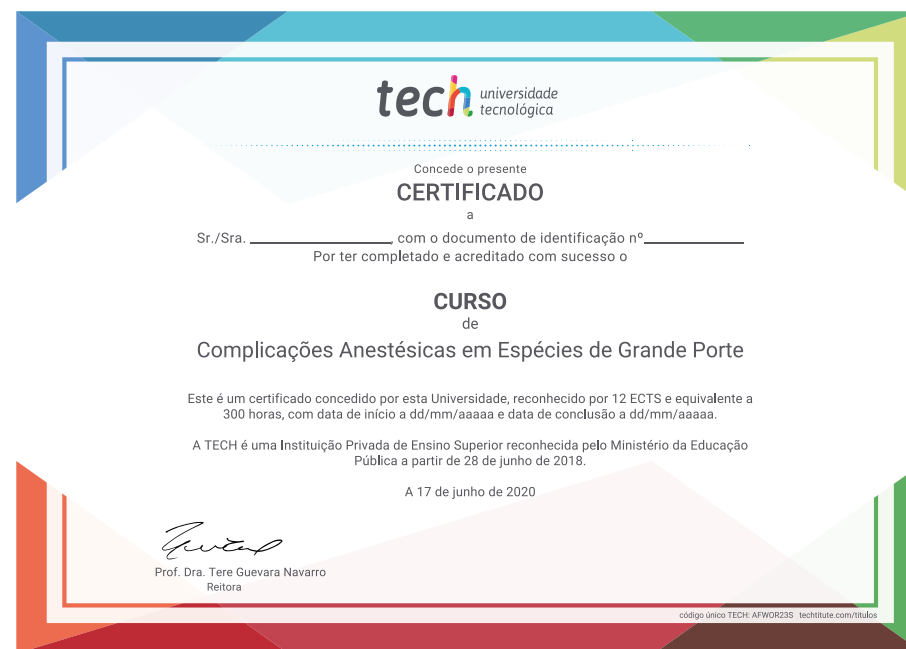 tech universidade
tecnológica
Concede o presente
CERTIFICADO
a
Sr./Sra. ________________, com o documento de identificação nº____________
Por ter completado e acreditado com sucesso o
CURSO
de
Complicações Anestésicas em Espécies de Grande Porte
Este é um certificado concedido por esta Universidade, reconhecido por 12 ECTS e equivalente a
300 horas, com data de início a dd/mm/aaaaa e data de conclusão a dd/mm/aaaaa.
A TECH é uma Instituição Privada de Ensino Superior reconhecida pelo Ministério da Educação
Pública a partir de 28 de junho de 2018.
A 17 de junho de 2020
Prof. Dra. Tere Guevara Navarro
Reitora
código único TECH: AFWOR23S techtitute.com/titulos